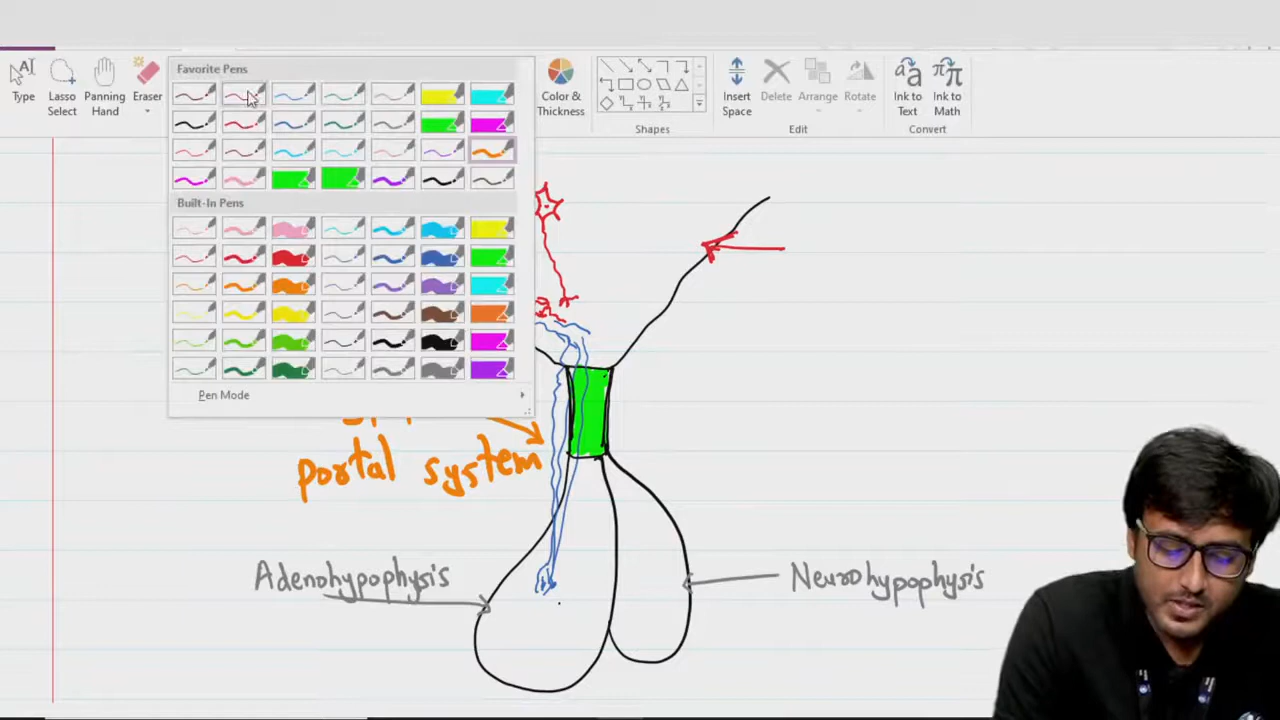 Favorite Pens
Type
Lasso Select
Panning Hand
Eraser
Color & Thickness
Shapes
Insert Space
Delete
Arrange
Rotate
Edit
Ink to Text
Ink to Math
Convert
Built-In Pens
Pen Mode
portal system
Adenohypophysis
Neurohypophysis